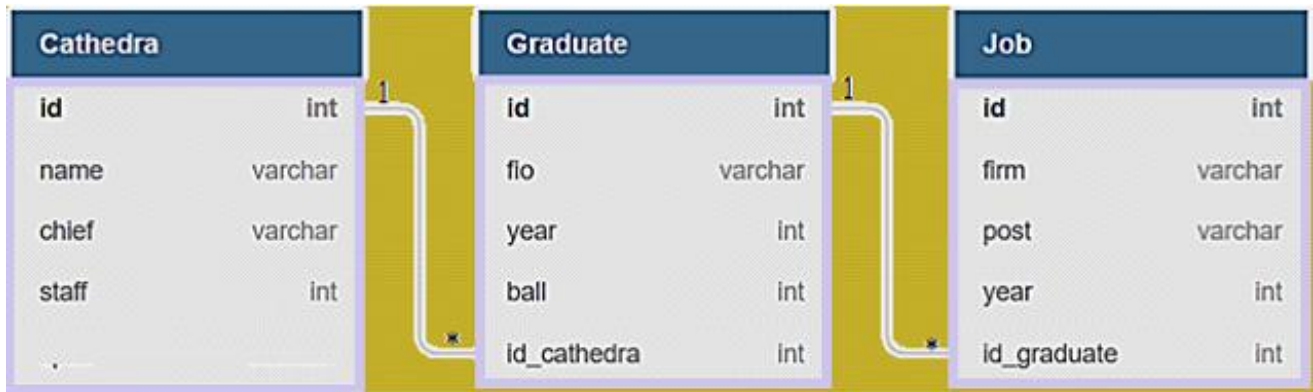 Cathedra
id int
name varchar
chief varchar
staff int
1
*
Graduate
id int
fio varchar
year int
ball int
id_cathedra int
1
*
Job
id int
firm varchar
post varchar
year int
id_graduate int